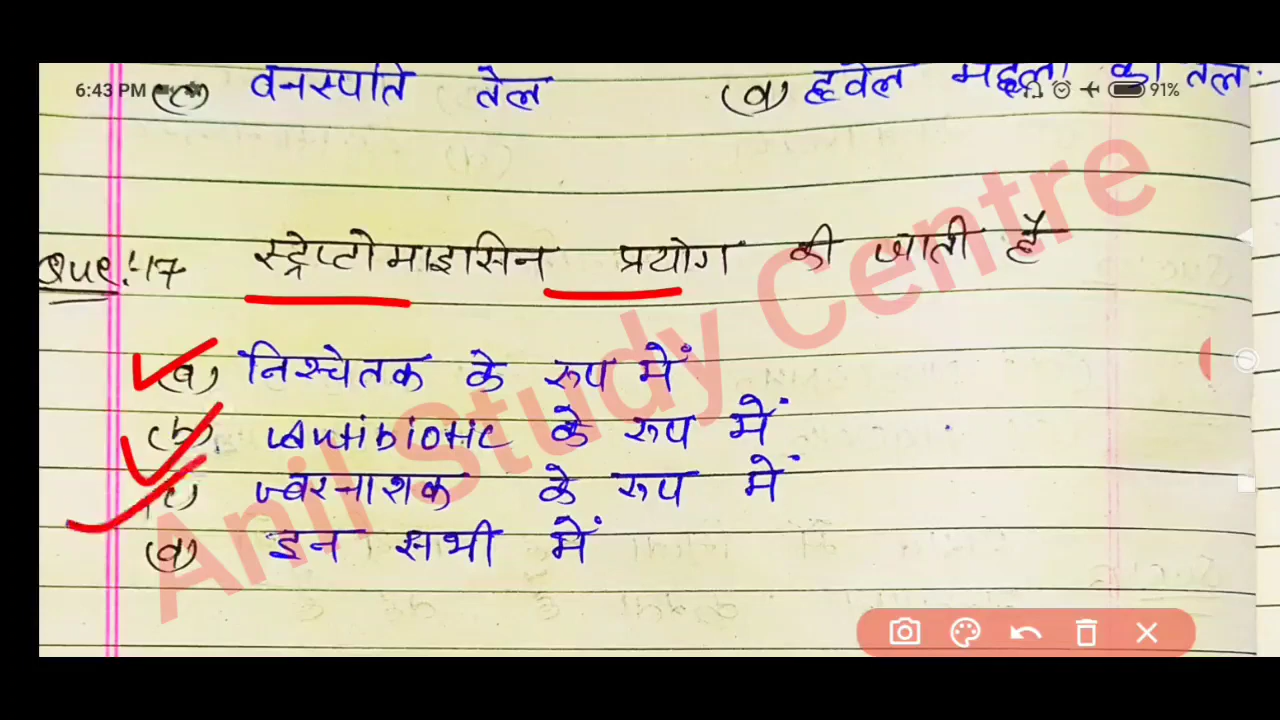 6:43 PM
91%
(c) वनस्पति तेल (d) ह्वेल मछली का तेल
Que.:-17 स्ट्रेप्टोमाइसिन प्रयोग की जाती है
(a) निश्चेतक के रूप में
(b) Antibiotic के रूप में
(c) ज्वरनाशक के रूप में
(d) इन सभी में
Anil Study Centre